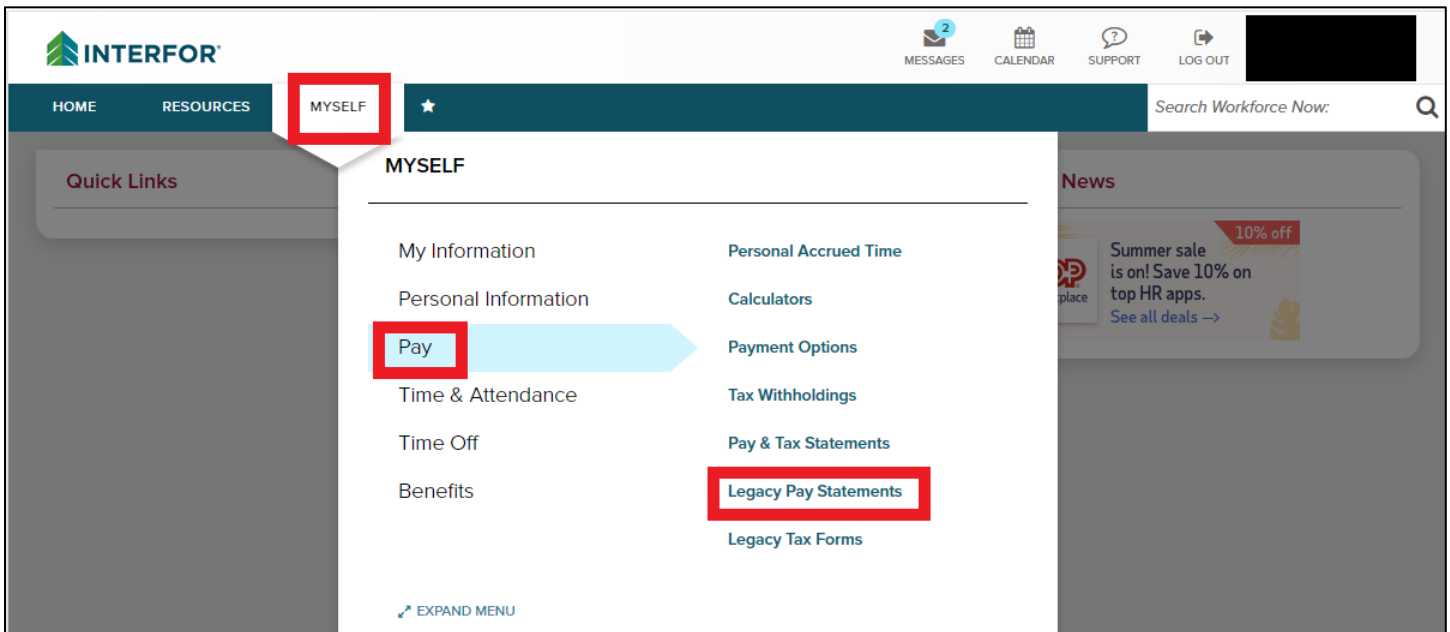 INTERFOR
2
MESSAGES
CALENDAR
SUPPORT
LOG OUT
HOME
RESOURCES
MYSELF
Search Workforce Now:
MYSELF
Quick Links
News
My Information
Personal Information
Pay
Time & Attendance
Time Off
Benefits
Personal Accrued Time
Calculators
Payment Options
Tax Withholdings
Pay & Tax Statements
Legacy Pay Statements
Legacy Tax Forms
EXPAND MENU
10% off
Summer sale
is on! Save 10% on
top HR apps.
See all deals —>